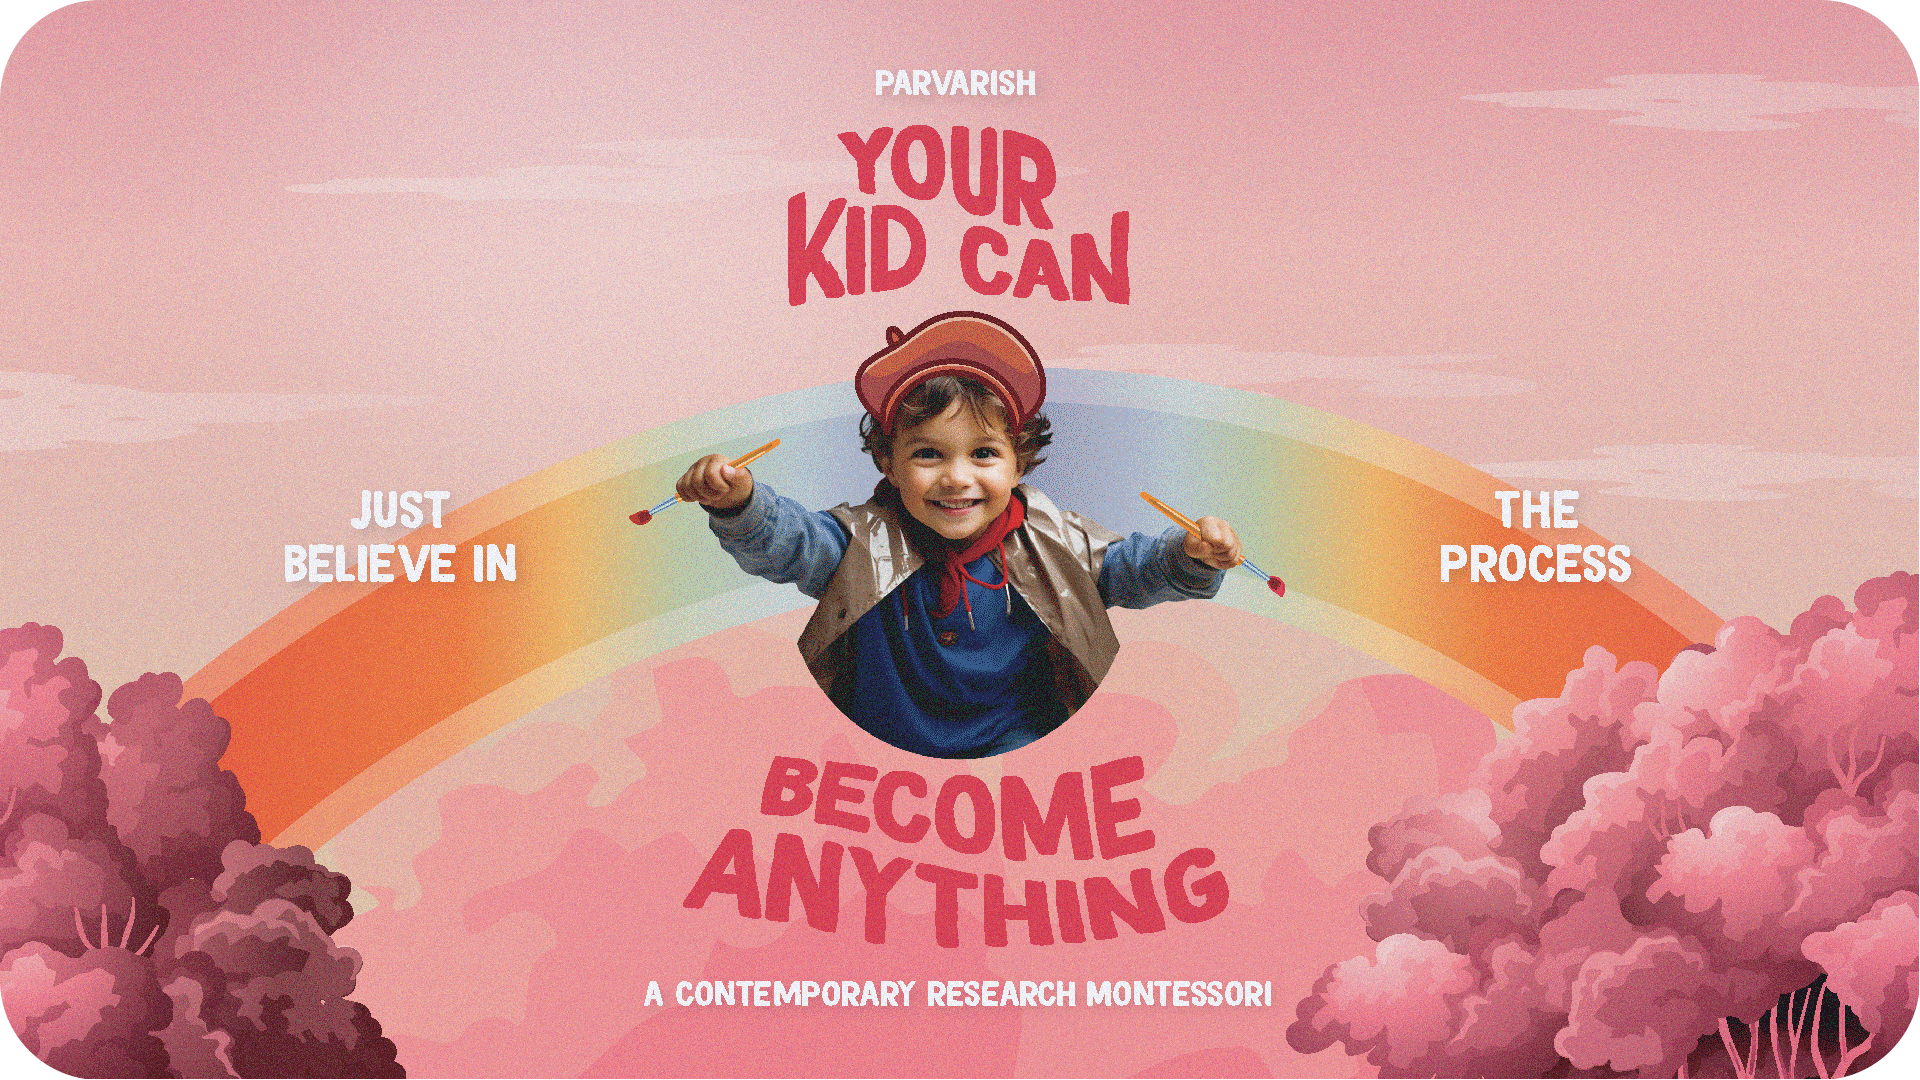 PARVARISH
YOUR
KID CAN
JUST
BELIEVE IN
THE
PROCESS
BECOME
ANYTHING
A CONTEMPORARY RESEARCH MONTESSORI